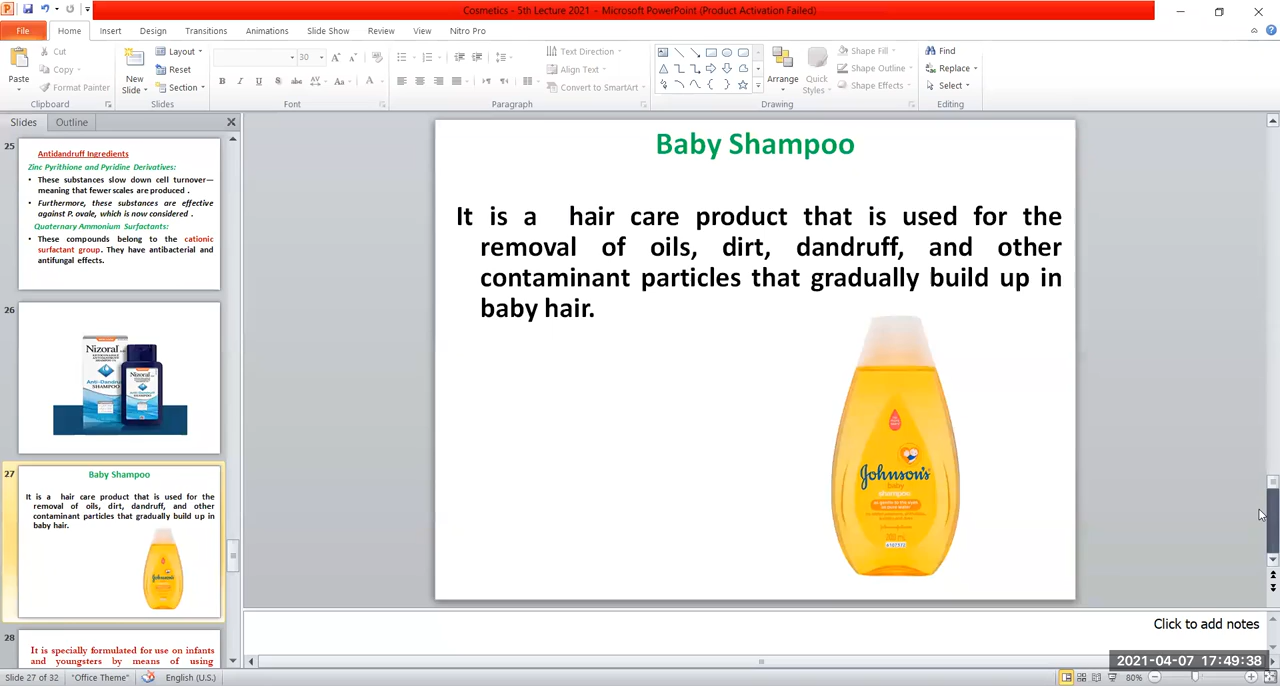 Cosmetics - 5th Lecture 2021 - Microsoft PowerPoint (Product Activation Failed)
File Home Insert Design Transitions Animations Slide Show Review View Nitro Pro
Paste
Cut
Copy
Format Painter
Clipboard
New Slide
Layout
Reset
Section
Slides
30
Font
Paragraph
Text Direction
Align Text
Convert to SmartArt
Arrange
Quick Styles
Shape Fill
Shape Outline
Shape Effects
Drawing
Find
Replace
Select
Editing
Slides Outline
25
Antidandruff Ingredients
Zinc Pyrithione and Pyridine Derivatives:
• These substances slow down cell turnover—
meaning that fewer scales are produced .
• Furthermore, these substances are effective
against P. ovale, which is now considered .
Quaternary Ammonium Surfactants:
• These compounds belong to the cationic
surfactant group. They have antibacterial and
antifungal effects.
26
Nizoral
Anti-Dandruff
SHAMPOO
Nizoral
SHAMPOO
27
Baby Shampoo
It is a hair care product that is used for the
removal of oils, dirt, dandruff, and other
contaminant particles that gradually build up in
baby hair.
Johnson's
28
It is specially formulated for use on infants
and youngsters by means of using
Baby Shampoo
It is a hair care product that is used for the
removal of oils, dirt, dandruff, and other
contaminant particles that gradually build up in
baby hair.
Johnson's
baby
shampoo
Click to add notes
2021-04-07 17:49:38
Slide 27 of 32 "Office Theme" English (U.S.) 80%